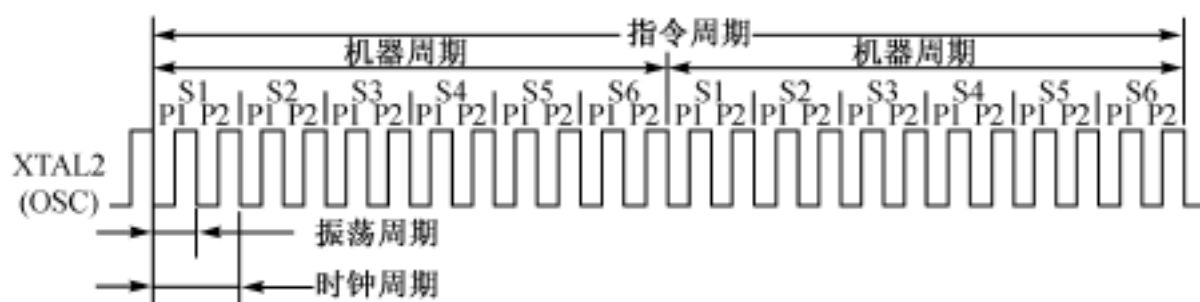 指令周期
机器周期 机器周期
S1 S2 S3 S4 S5 S6 S1 S2 S3 S4 S5 S6
P1 P2 P1 P2 P1 P2 P1 P2 P1 P2 P1 P2 P1 P2 P1 P2 P1 P2 P1 P2 P1 P2 P1 P2
XTAL2
(OSC)
振荡周期
时钟周期